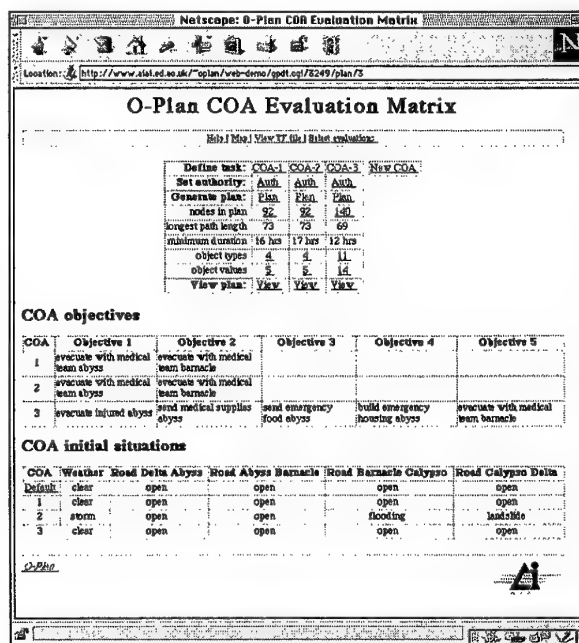 Netscape: O-Plan COA Evaluation Matrix
N
Location: http://www.aiai.ed.ac.uk/~oplan/web-demo/gpdt.cgi/3249/plan/3
O-Plan COA Evaluation Matrix
Help | Map | View TF file | Select evaluations
Define task: COA-1 COA-2 COA-3 New COA
Set authority: Auth Auth Auth
Generate plan: Plan Plan Plan
nodes in plan 92 92 140
longest path length 73 73 69
minimum duration 16 hrs 17 hrs 12 hrs
object types 4 4 11
object values 5 5 14
View plan: View View View
COA objectives
COA Objective 1 Objective 2 Objective 3 Objective 4 Objective 5
1 evacuate with medical team abyss evacuate with medical team barnacle
2 evacuate with medical team abyss evacuate with medical team barnacle
3 evacuate injured abyss send medical supplies abyss send emergency food abyss build emergency housing abyss evacuate with medical team barnacle
COA initial situations
COA Weather Road Delta Abyss Road Abyss Barnacle Road Barnacle Calypso Road Calypso Delta
Default clear open open open open
1 clear open open open open
2 storm open open flooding landslide
3 clear open open open open
O-Plan